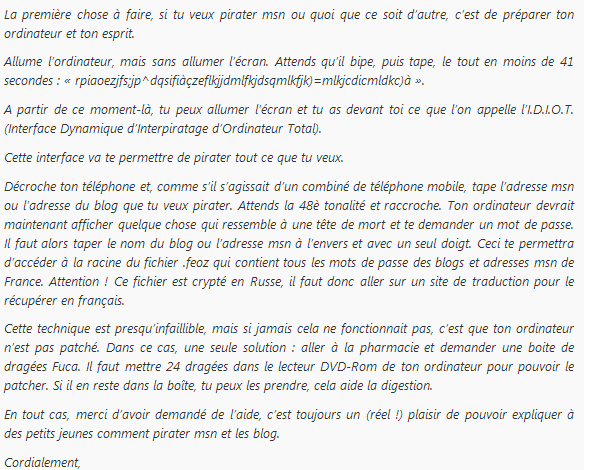 La première chose à faire, si tu veux pirater msn ou quoi que ce soit d'autre, c'est de préparer ton
ordinateur et ton esprit.
Allume l'ordinateur, mais sans allumer l'écran. Attends qu'il bipe, puis tape, le tout en moins de 41
secondes : « rpiaoezjfs;jp^dqsifiàçzeflkjjdmlfkjdsqmlkfjk)=mlkjcdicmldkc)à ».
A partir de ce moment-là, tu peux allumer l'écran et tu as devant toi ce que l'on appelle l'I.D.I.O.T.
(Interface Dynamique d'Interpiratage d'Ordinateur Total).
Cette interface va te permettre de pirater tout ce que tu veux.
Décroche ton téléphone et, comme s'il s'agissait d'un combiné de téléphone mobile, tape l'adresse msn
ou l'adresse du blog que tu veux pirater. Attends la 48è tonalité et raccroche. Ton ordinateur devrait
maintenant afficher quelque chose qui ressemble à une tête de mort et te demander un mot de passe.
Il faut alors taper le nom du blog ou l'adresse msn à l'envers et avec un seul doigt. Ceci te permettra
d'accéder à la racine du fichier .feoz qui contient tous les mots de passe des blogs et adresses msn de
France. Attention ! Ce fichier est crypté en Russe, il faut donc aller sur un site de traduction pour le
récupérer en français.
Cette technique est presqu'infaillible, mais si jamais cela ne fonctionnait pas, c'est que ton ordinateur
n'est pas patché. Dans ce cas, une seule solution : aller à la pharmacie et demander une boite de
dragées Fuca. Il faut mettre 24 dragées dans le lecteur DVD-Rom de ton ordinateur pour pouvoir le
patcher. Si il en reste dans la boîte, tu peux les prendre, cela aide la digestion.
En tout cas, merci d'avoir demandé de l'aide, c'est toujours un (réel !) plaisir de pouvoir expliquer à
des petits jeunes comment pirater msn et les blog.
Cordialement,